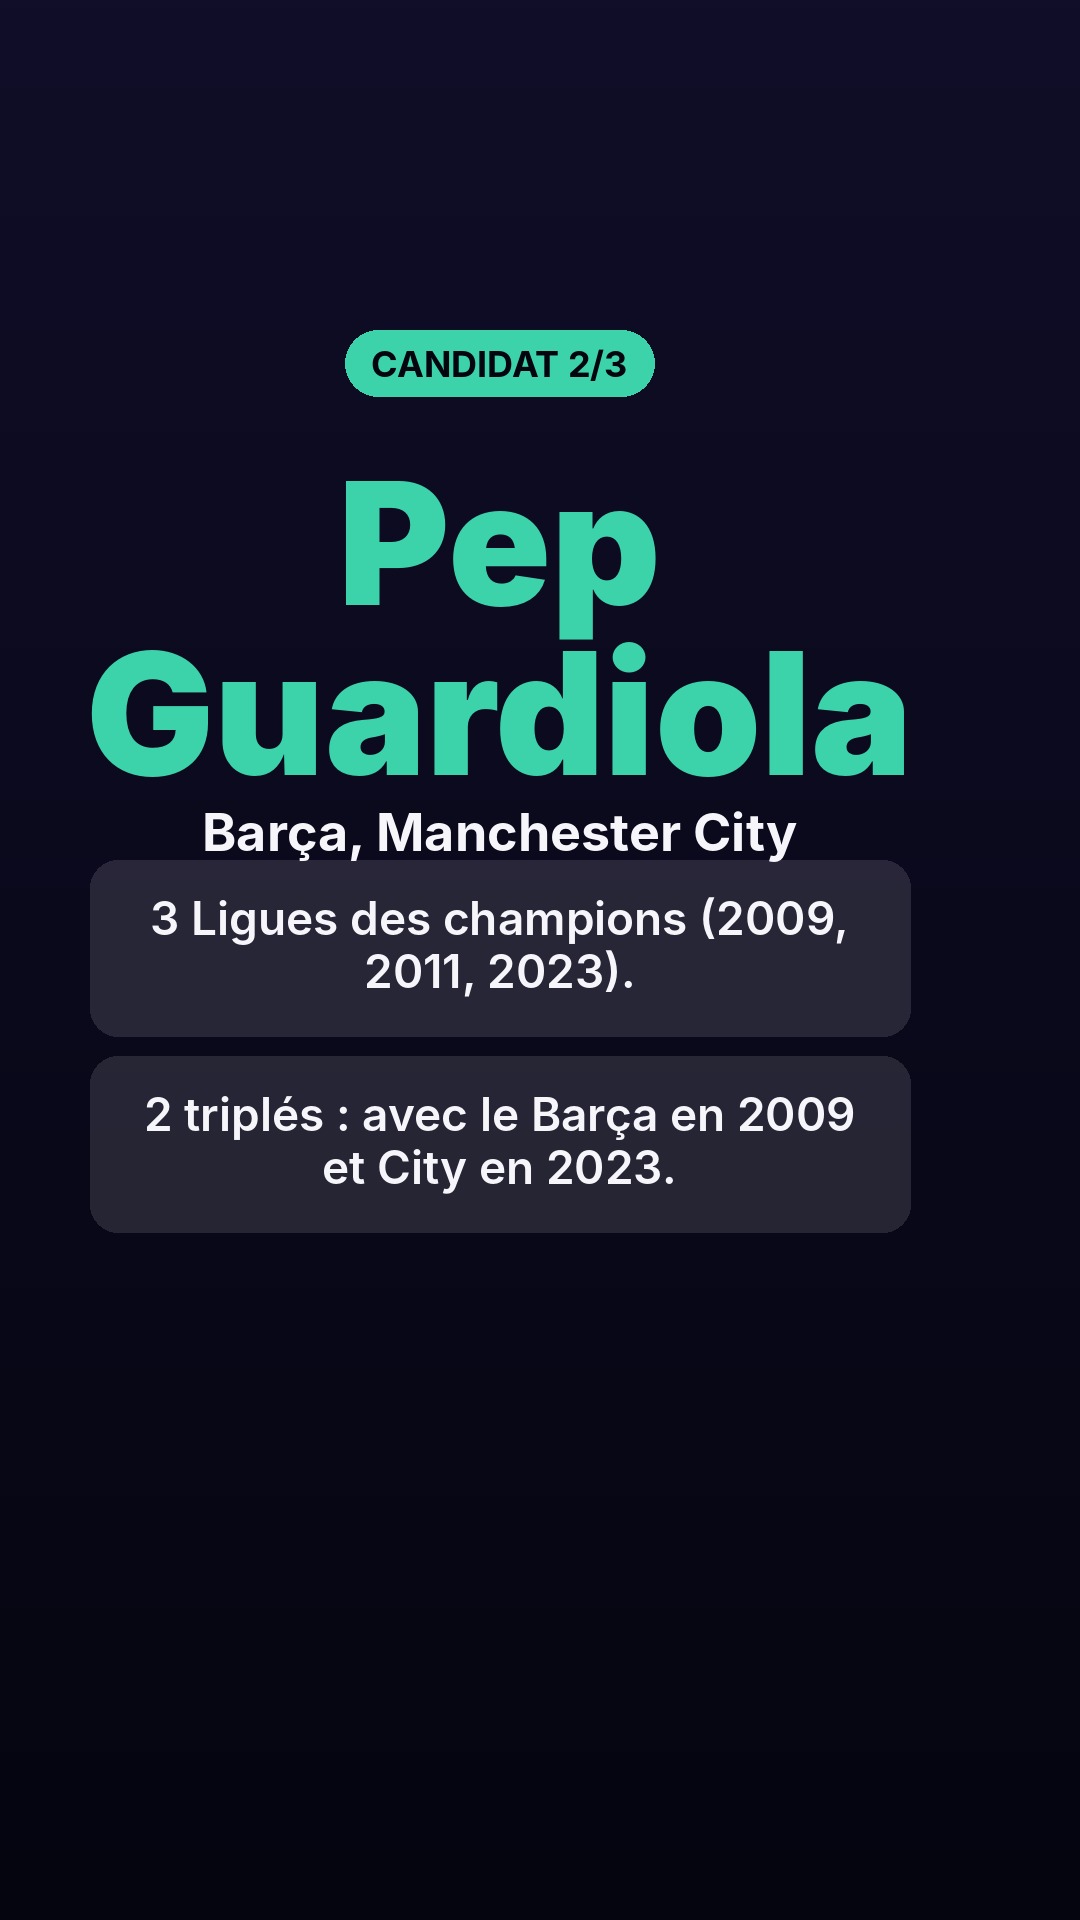 CANDIDAT 2/3
Pep
Guardiola
Barça, Manchester City
3 Ligues des champions (2009,
2011, 2023).
2 triplés : avec le Barça en 2009
et City en 2023.